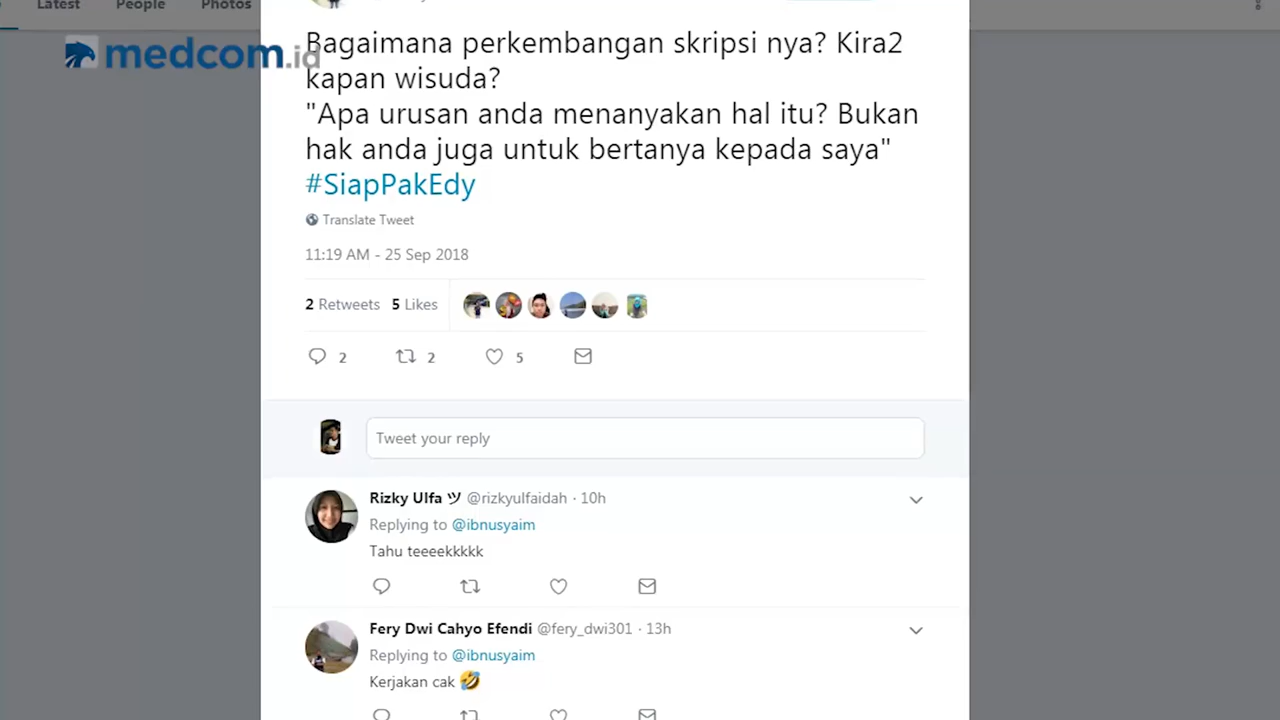 Latest People Photos
medcom.id
Bagaimana perkembangan skripsi nya? Kira2
kapan wisuda?
"Apa urusan anda menanyakan hal itu? Bukan
hak anda juga untuk bertanya kepada saya"
#SiapPakEdy
Translate Tweet
11:19 AM - 25 Sep 2018
2 Retweets 5 Likes
2 2 5
Tweet your reply
Rizky Ulfa ツ @rizkyulfaidah · 10h
Replying to @ibnusyaim
Tahu teeeekkkkk
Fery Dwi Cahyo Efendi @fery_dwi301 · 13h
Replying to @ibnusyaim
Kerjakan cak 🤣